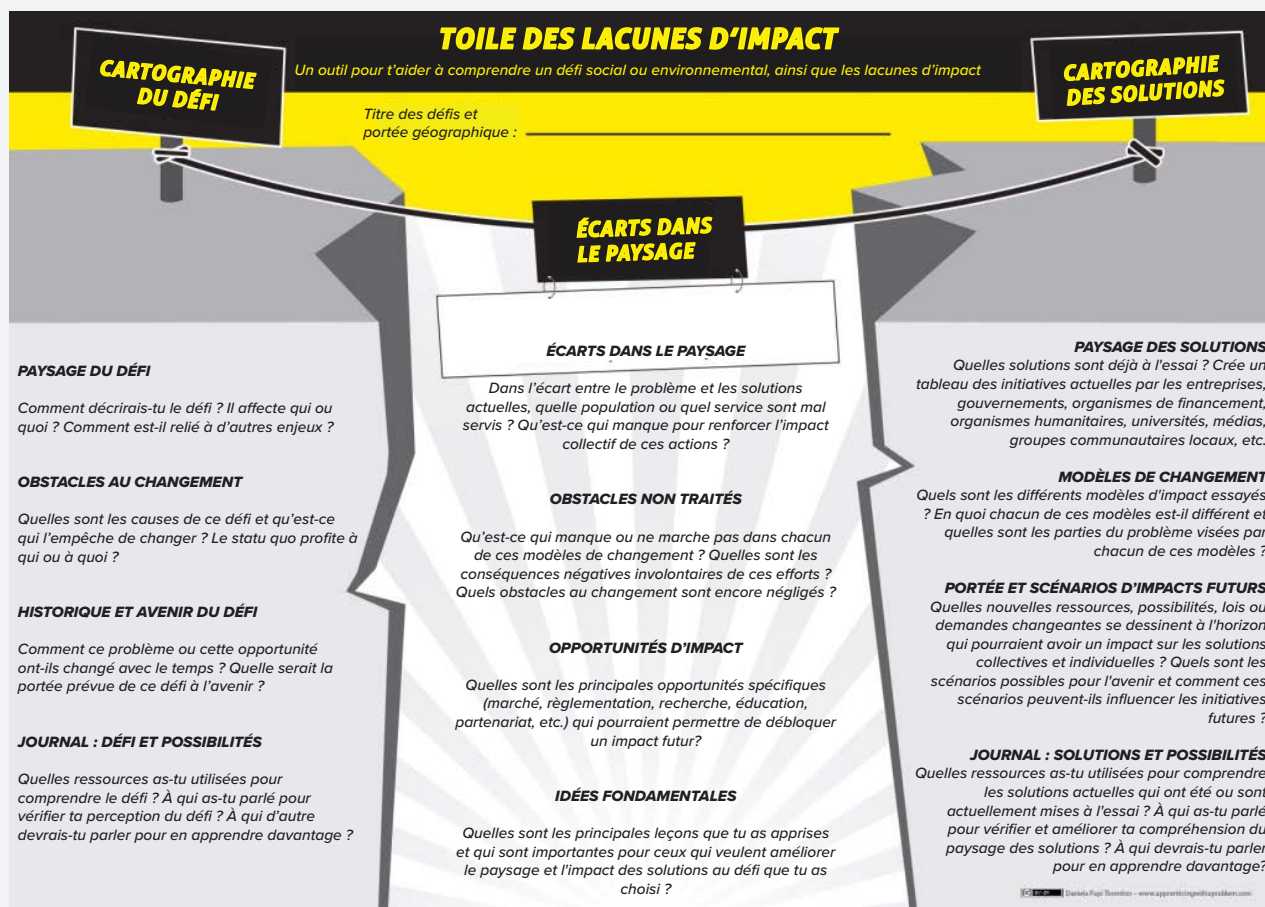 TOILE DES LACUNES D'IMPACT
Un outil pour t'aider à comprendre un défi social ou environnemental, ainsi que les lacunes d'impact
CARTOGRAPHIE
DU DÉFI
CARTOGRAPHIE
DES SOLUTIONS
Titre des défis et
portée géographique :
ÉCARTS DANS
LE PAYSAGE
PAYSAGE DU DÉFI
Comment décrirais-tu le défi ? Il affecte qui ou
quoi ? Comment est-il relié à d'autres enjeux ?
OBSTACLES AU CHANGEMENT
Quelles sont les causes de ce défi et qu'est-ce
qui l'empêche de changer ? Le statu quo profite à
qui ou à quoi ?
HISTORIQUE ET AVENIR DU DÉFI
Comment ce problème ou cette opportunité
ont-ils changé avec le temps ? Quelle serait la
portée prévue de ce défi à l'avenir ?
JOURNAL : DÉFI ET POSSIBILITÉS
Quelles ressources as-tu utilisées pour
comprendre le défi ? À qui as-tu parlé pour
vérifier ta perception du défi ? À qui d'autre
devrais-tu parler pour en apprendre davantage ?
ÉCARTS DANS LE PAYSAGE
Dans l'écart entre le problème et les solutions
actuelles, quelle population ou quel service sont mal
servis ? Qu'est-ce qui manque pour renforcer l'impact
collectif de ces actions ?
OBSTACLES NON TRAITÉS
Qu'est-ce qui manque ou ne marche pas dans chacun
de ces modèles de changement ? Quelles sont les
conséquences négatives involontaires de ces efforts ?
Quels obstacles au changement sont encore négligés ?
OPPORTUNITÉS D'IMPACT
Quelles sont les principales opportunités spécifiques
(marché, règlementation, recherche, éducation,
partenariat, etc.) qui pourraient permettre de débloquer
un impact futur?
IDÉES FONDAMENTALES
Quelles sont les principales leçons que tu as apprises
et qui sont importantes pour ceux qui veulent améliorer
le paysage et l'impact des solutions au défi que tu as
choisi ?
PAYSAGE DES SOLUTIONS
Quelles solutions sont déjà à l'essai ? Crée un
tableau des initiatives actuelles par les entreprises,
gouvernements, organismes de financement,
organismes humanitaires, universités, médias,
groupes communautaires locaux, etc.
MODÈLES DE CHANGEMENT
Quels sont les différents modèles d'impact essayés
? En quoi chacun de ces modèles est-il différent et
quelles sont les parties du problème visées par
chacun de ces modèles ?
PORTÉE ET SCÉNARIOS D'IMPACTS FUTURS
Quelles nouvelles ressources, possibilités, lois ou
demandes changeantes se dessinent à l'horizon
qui pourraient avoir un impact sur les solutions
collectives et individuelles ? Quels sont les
scénarios possibles pour l'avenir et comment ces
scénarios peuvent-ils influencer les initiatives
futures ?
JOURNAL : SOLUTIONS ET POSSIBILITÉS
Quelles ressources as-tu utilisées pour comprendre
les solutions actuelles qui ont été ou sont
actuellement mises à l'essai ? À qui as-tu parlé
pour vérifier et améliorer ta compréhension du
paysage des solutions ? À qui devrais-tu parler
pour en apprendre davantage?
Daniela Papi Thornton – www.apprenticingwithaproblem.com